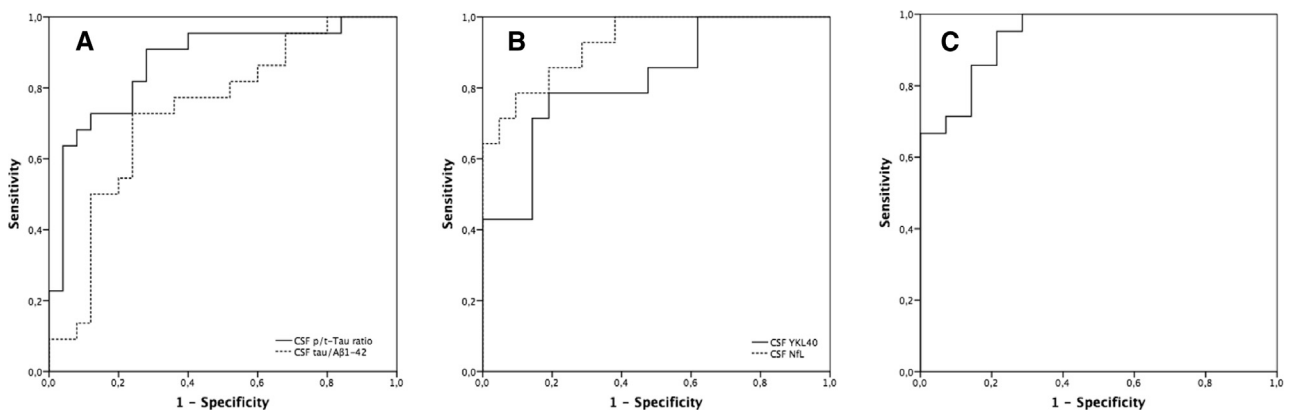 A
Sensitivity
1,0
0,8
0,6
0,4
0,2
0,0
CSF p/t-Tau ratio
CSF tau/Aβ1-42
0,0 0,2 0,4 0,6 0,8 1,0
1 - Specificity
B
Sensitivity
1,0
0,8
0,6
0,4
0,2
0,0
CSF YKL40
CSF NfL
0,0 0,2 0,4 0,6 0,8 1,0
1 - Specificity
C
Sensitivity
1,0
0,8
0,6
0,4
0,2
0,0
0,0 0,2 0,4 0,6 0,8 1,0
1 - Specificity